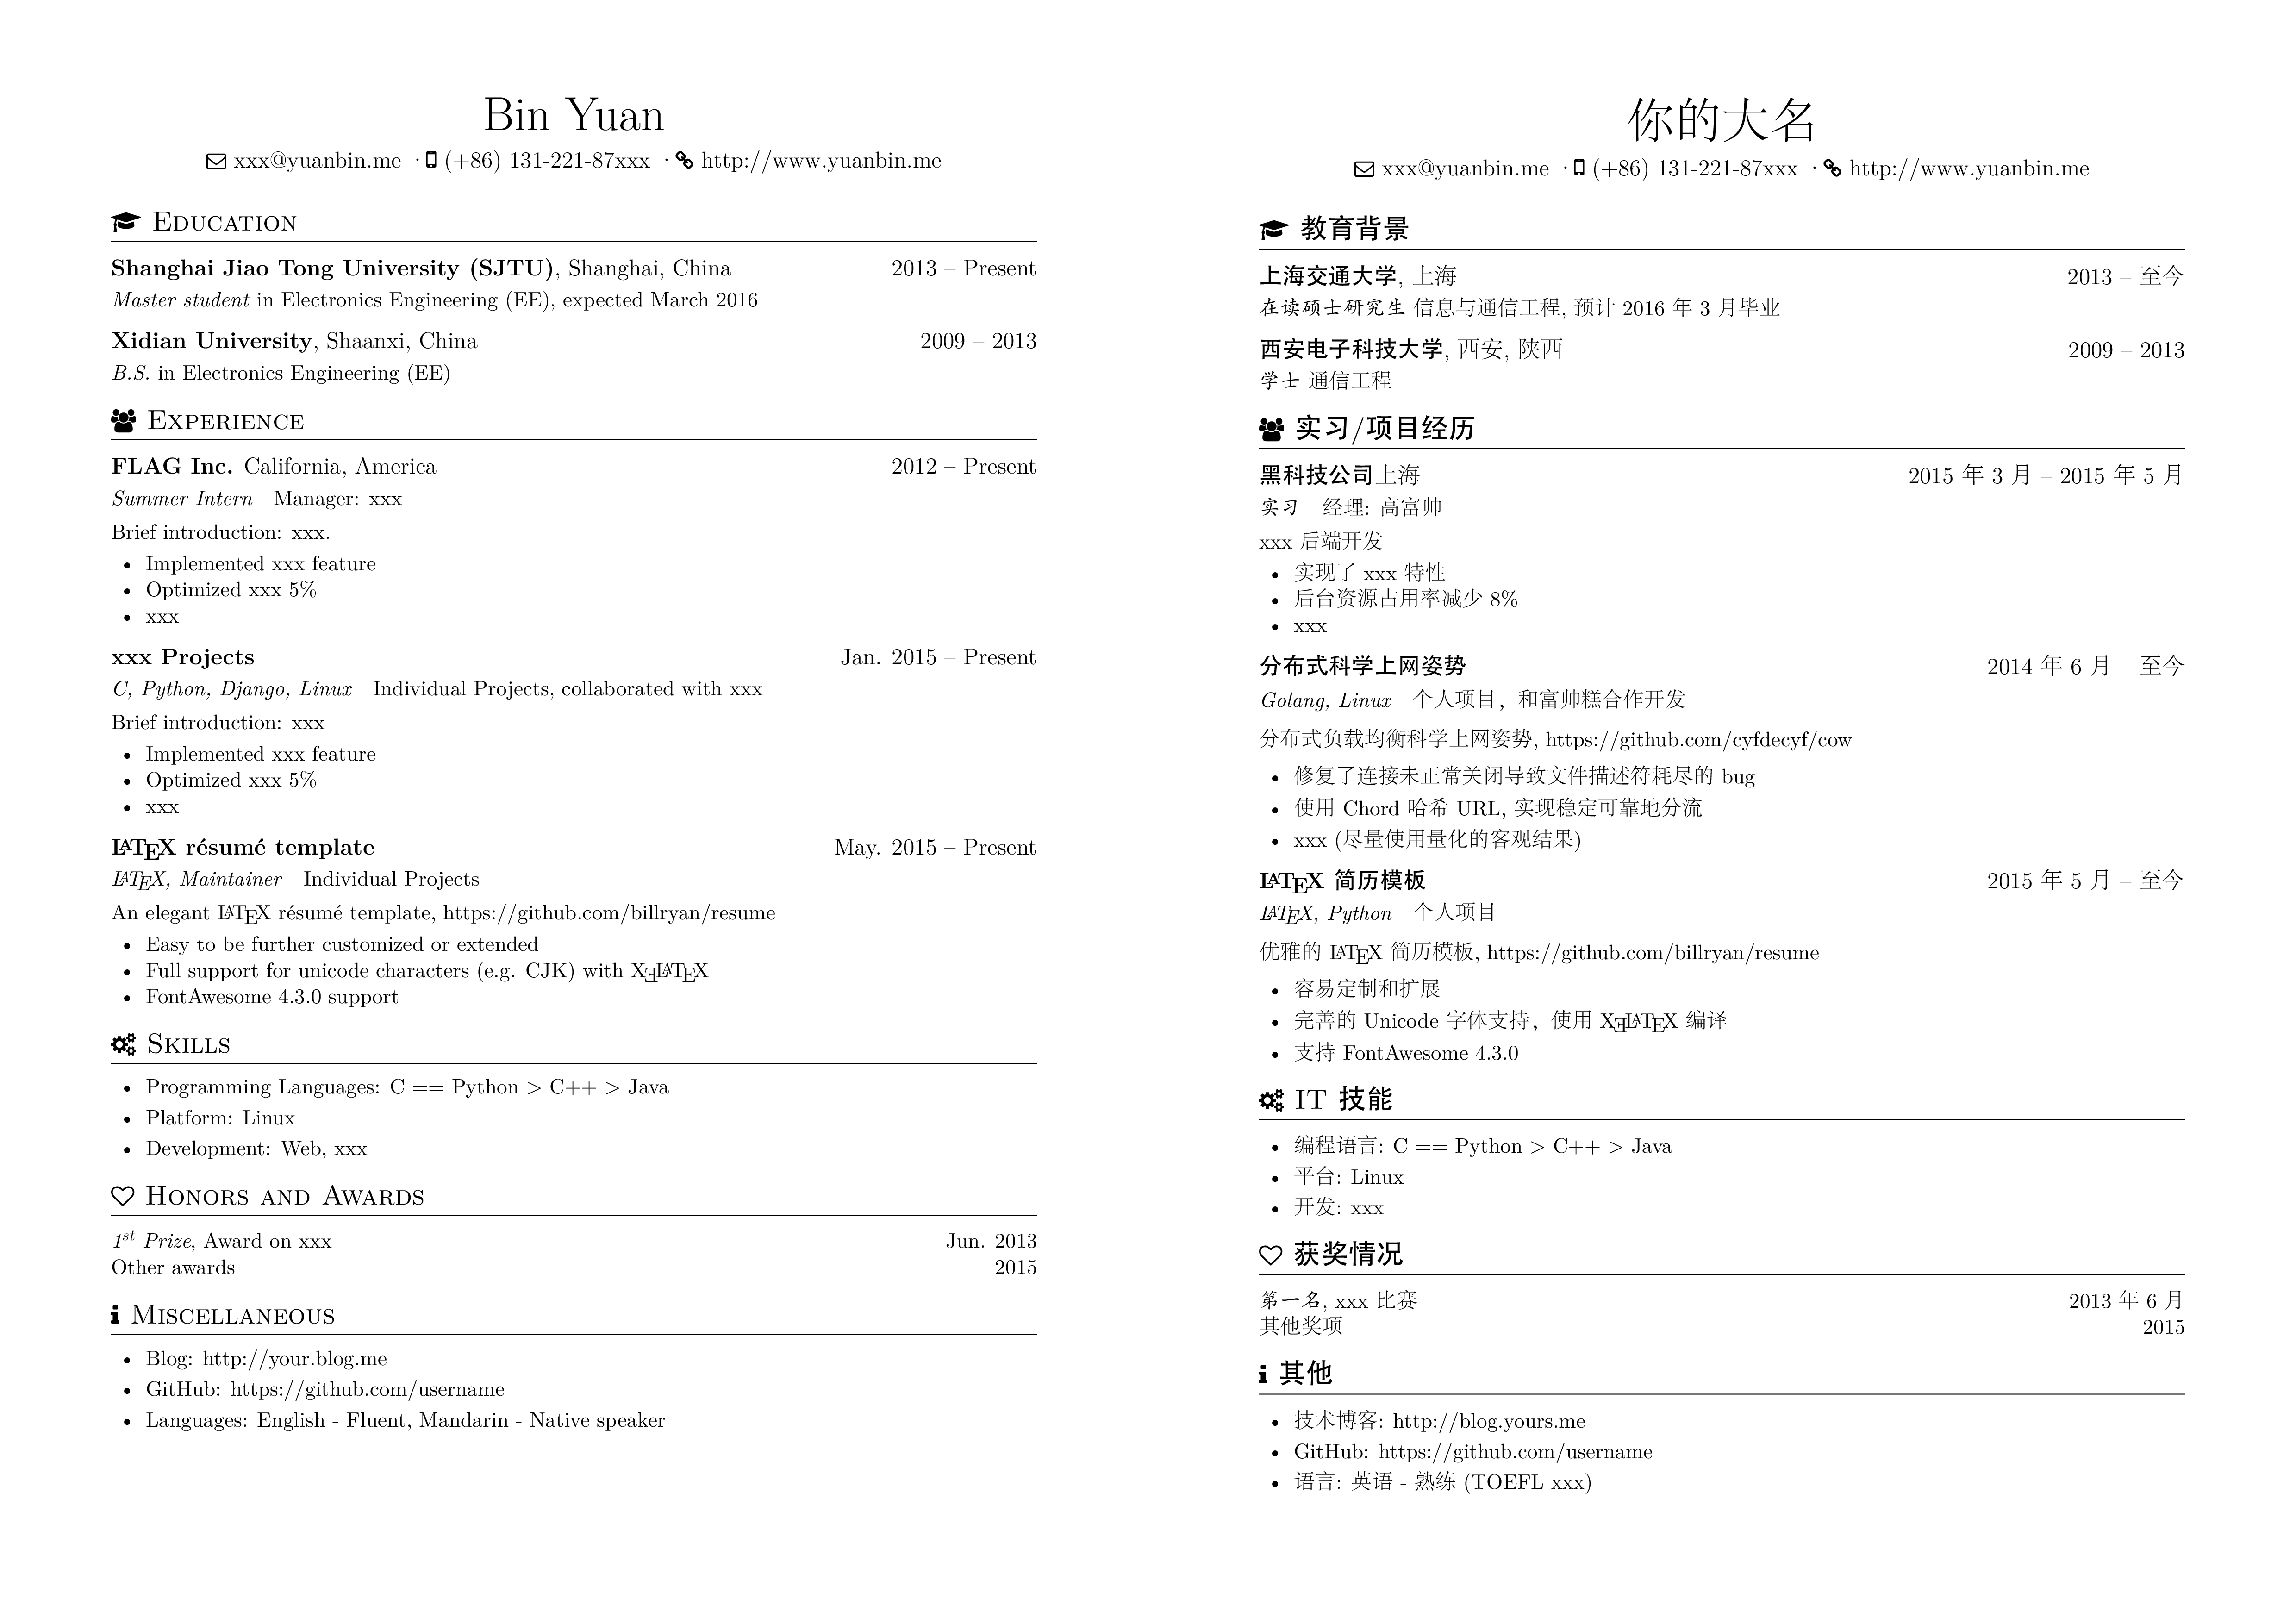 Bin Yuan
xxx@yuanbin.me · (+86) 131-221-87xxx · http://www.yuanbin.me
Education
Shanghai Jiao Tong University (SJTU), Shanghai, China 2013 – Present
Master student in Electronics Engineering (EE), expected March 2016
Xidian University, Shaanxi, China 2009 – 2013
B.S. in Electronics Engineering (EE)
Experience
FLAG Inc. California, America 2012 – Present
Summer Intern Manager: xxx
Brief introduction: xxx.
• Implemented xxx feature
• Optimized xxx 5%
• xxx
xxx Projects Jan. 2015 – Present
C, Python, Django, Linux Individual Projects, collaborated with xxx
Brief introduction: xxx
• Implemented xxx feature
• Optimized xxx 5%
• xxx
LATEX résumé template May. 2015 – Present
LATEX, Maintainer Individual Projects
An elegant LATEX résumé template, https://github.com/billryan/resume
• Easy to be further customized or extended
• Full support for unicode characters (e.g. CJK) with XƎLATEX
• FontAwesome 4.3.0 support
Skills
• Programming Languages: C == Python > C++ > Java
• Platform: Linux
• Development: Web, xxx
Honors and Awards
1st Prize, Award on xxx Jun. 2013
Other awards 2015
Miscellaneous
• Blog: http://your.blog.me
• GitHub: https://github.com/username
• Languages: English - Fluent, Mandarin - Native speaker
你的大名
xxx@yuanbin.me · (+86) 131-221-87xxx · http://www.yuanbin.me
教育背景
上海交通大学, 上海 2013 – 至今
在读硕士研究生 信息与通信工程, 预计 2016 年 3 月毕业
西安电子科技大学, 西安, 陕西 2009 – 2013
学士 通信工程
实习/项目经历
黑科技公司上海 2015 年 3 月 – 2015 年 5 月
实习 经理: 高富帅
xxx 后端开发
• 实现了 xxx 特性
• 后台资源占用率减少 8%
• xxx
分布式科学上网姿势 2014 年 6 月 – 至今
Golang, Linux 个人项目，和富帅糕合作开发
分布式负载均衡科学上网姿势, https://github.com/cyfdecyf/cow
• 修复了连接未正常关闭导致文件描述符耗尽的 bug
• 使用 Chord 哈希 URL, 实现稳定可靠地分流
• xxx (尽量使用量化的客观结果)
LATEX 简历模板 2015 年 5 月 – 至今
LATEX, Python 个人项目
优雅的 LATEX 简历模板, https://github.com/billryan/resume
• 容易定制和扩展
• 完善的 Unicode 字体支持，使用 XƎLATEX 编译
• 支持 FontAwesome 4.3.0
IT 技能
• 编程语言: C == Python > C++ > Java
• 平台: Linux
• 开发: xxx
获奖情况
第一名, xxx 比赛 2013 年 6 月
其他奖项 2015
其他
• 技术博客: http://blog.yours.me
• GitHub: https://github.com/username
• 语言: 英语 - 熟练 (TOEFL xxx)